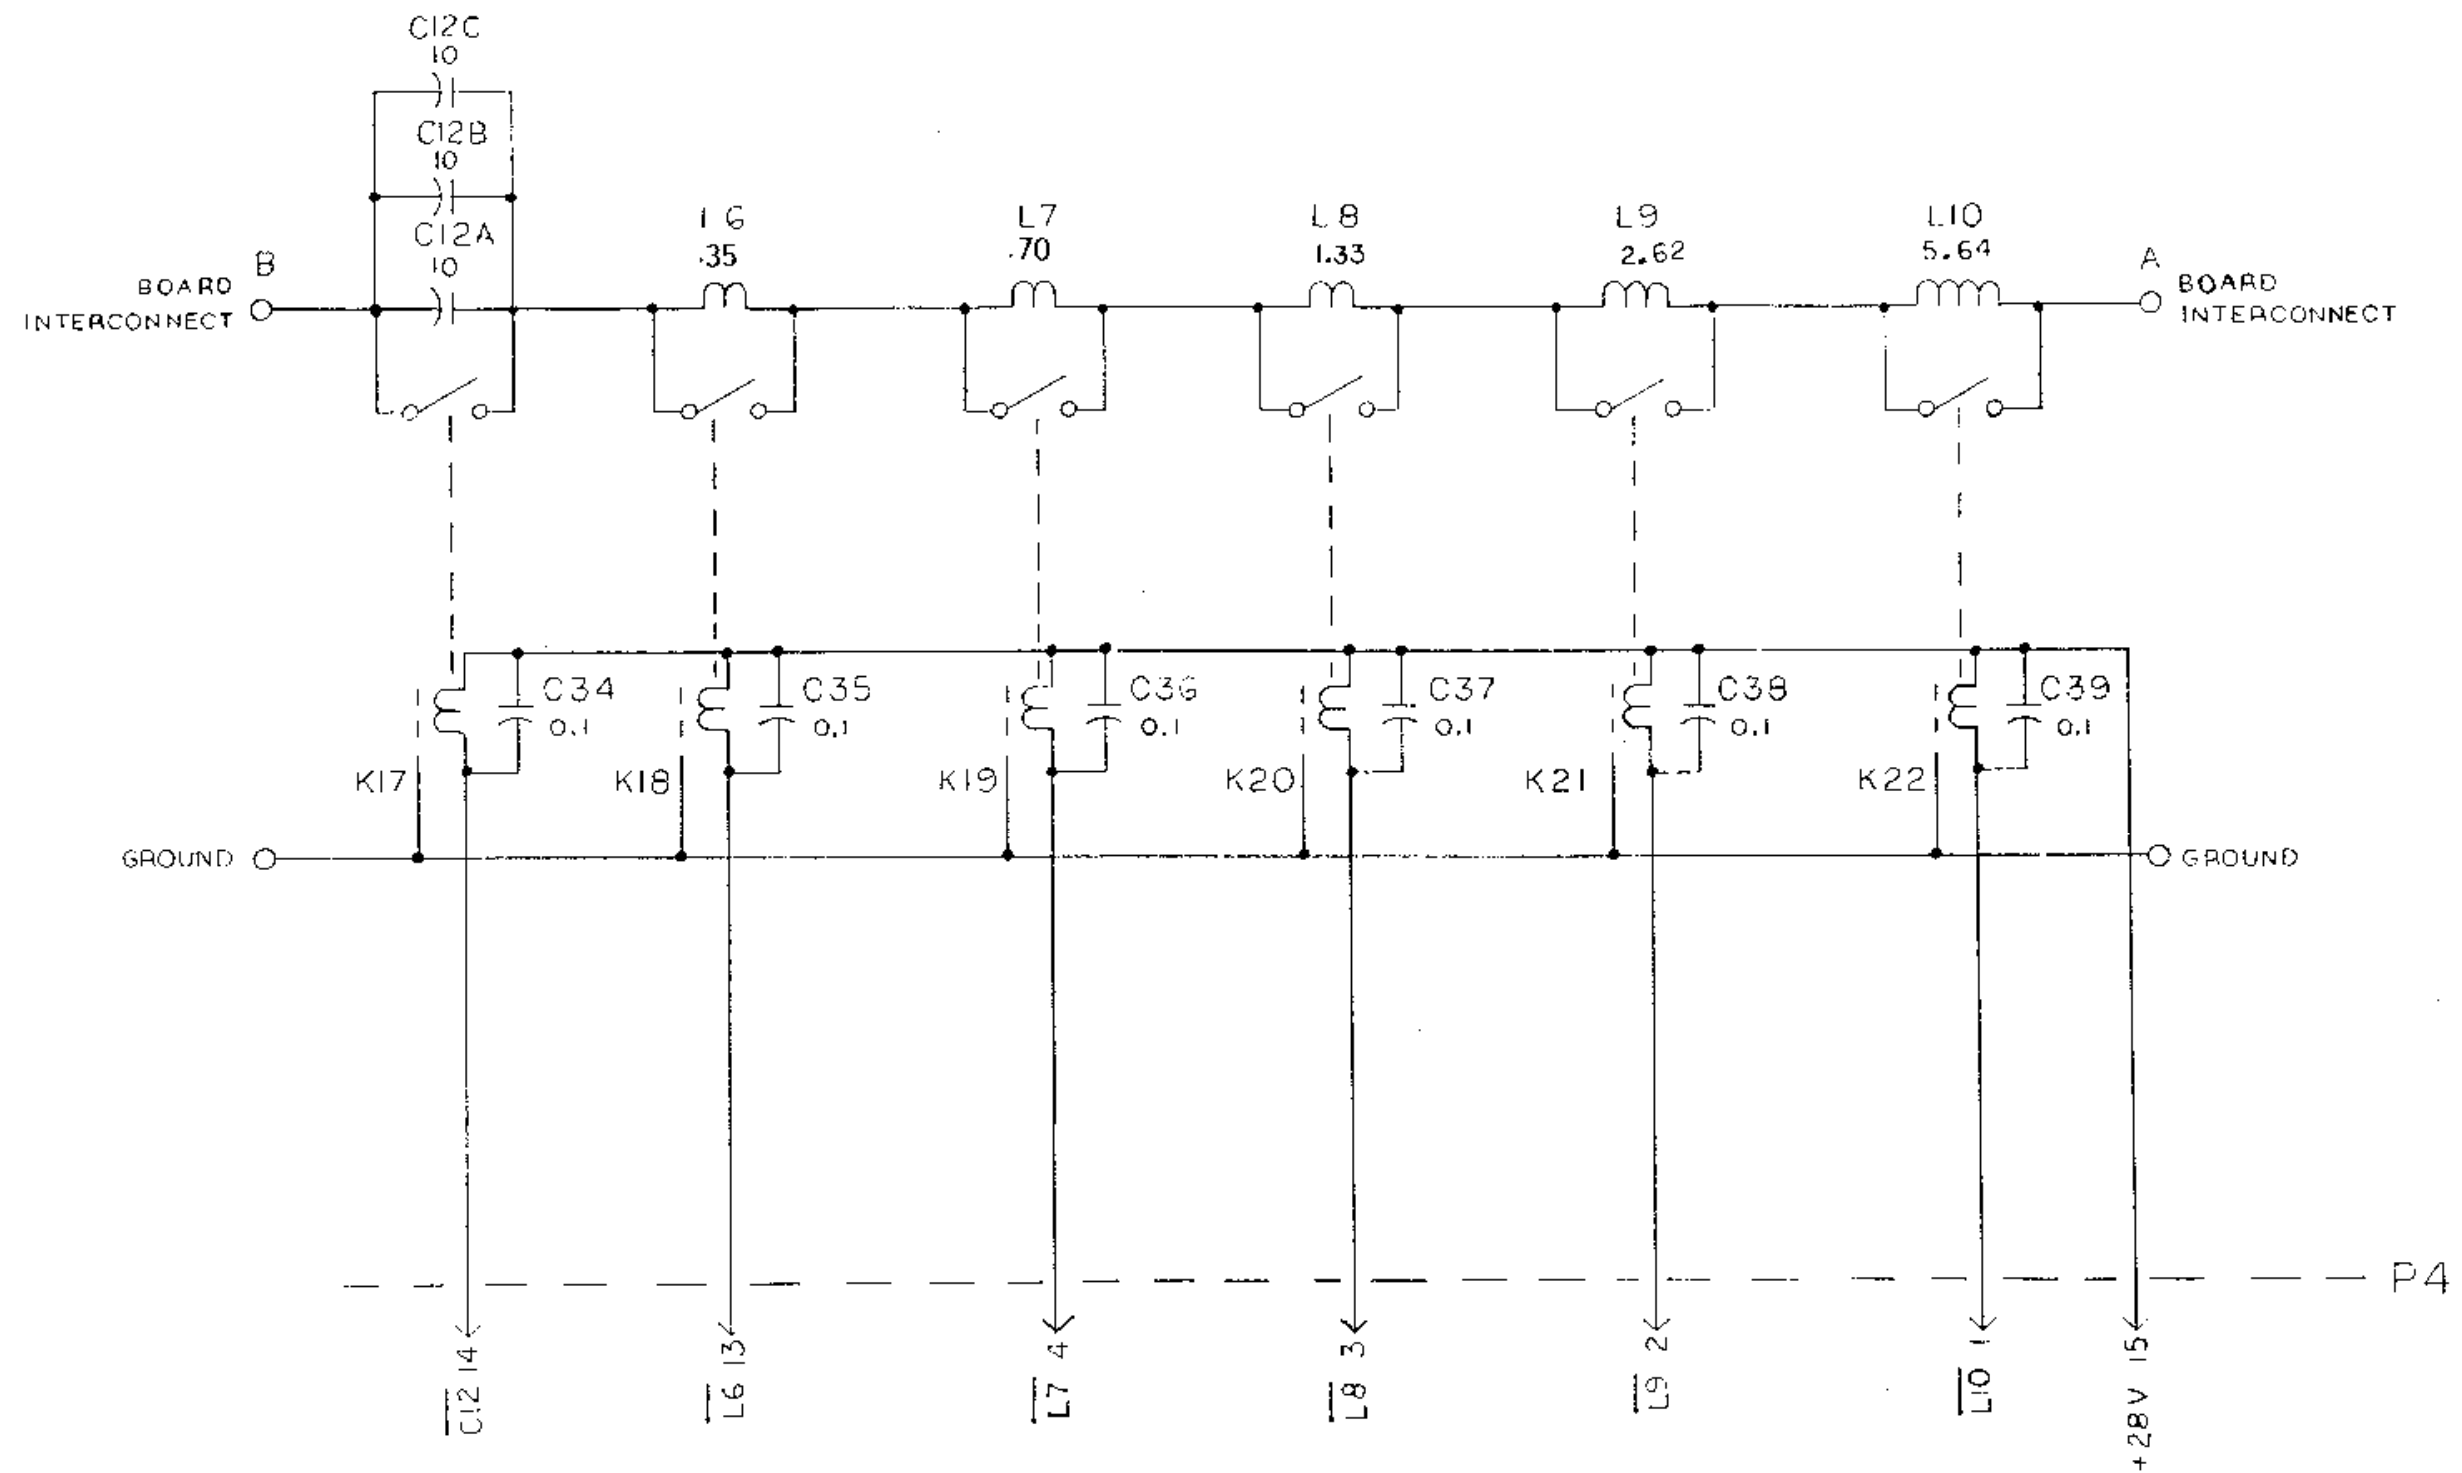 C12C
10
C12B
10
C12A
10
B
BOARD
INTERCONNECT
L6
.35
L7
.70
L8
1.33
L9
2.62
L10
5.64
A
BOARD
INTERCONNECT
C34
0.1
C35
0.1
C36
0.1
C37
0.1
C38
0.1
C39
0.1
K17
K18
K19
K20
K21
K22
GROUND
GROUND
P4
C12 14
L6 13
L7 4
L8 3
L9 2
L10 1
+28V 15